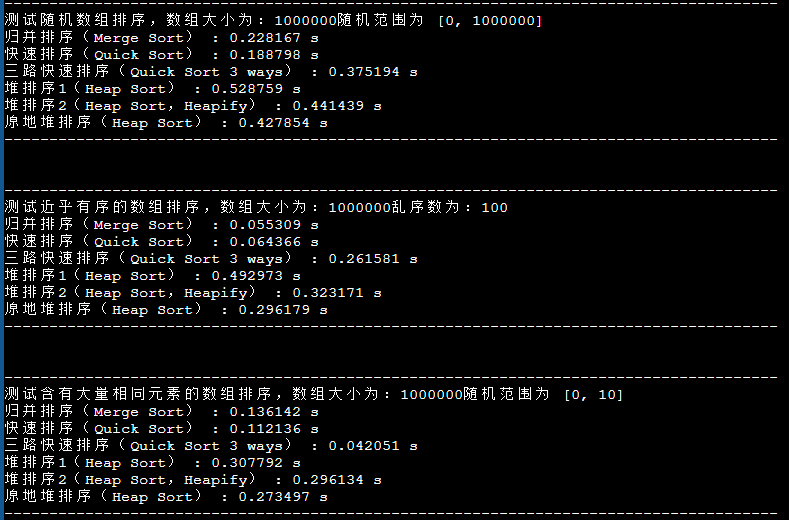 测试随机数组排序，数组大小为：1000000随机范围为 [0, 1000000]
归并排序（Merge Sort） : 0.228167 s
快速排序（Quick Sort） : 0.188798 s
三路快速排序（Quick Sort 3 ways） : 0.375194 s
堆排序1（Heap Sort） : 0.528759 s
堆排序2（Heap Sort，Heapify） : 0.441439 s
原地堆排序（Heap Sort） : 0.427854 s
测试近乎有序的数组排序，数组大小为：1000000乱序数为：100
归并排序（Merge Sort） : 0.055309 s
快速排序（Quick Sort） : 0.064366 s
三路快速排序（Quick Sort 3 ways） : 0.261581 s
堆排序1（Heap Sort） : 0.492973 s
堆排序2（Heap Sort，Heapify） : 0.323171 s
原地堆排序（Heap Sort） : 0.296179 s
测试含有大量相同元素的数组排序，数组大小为：1000000随机范围为 [0, 10]
归并排序（Merge Sort） : 0.136142 s
快速排序（Quick Sort） : 0.112136 s
三路快速排序（Quick Sort 3 ways） : 0.042051 s
堆排序1（Heap Sort） : 0.307792 s
堆排序2（Heap Sort，Heapify） : 0.296134 s
原地堆排序（Heap Sort） : 0.273497 s